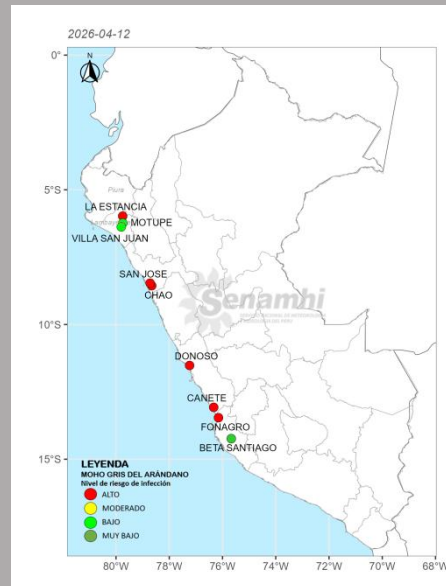 2026-04-12
N
0°
5°S
10°S
15°S
Piura
LA ESTANCIA
MOTUPE
VILLA SAN JUAN
SAN JOSE
CHAO
Senamhi
DONOSO
CANETE
FONAGRO
BETA SANTIAGO
LEYENDA
MOHO GRIS DEL ARÁNDANO
Nivel de riesgo de infección
ALTO
MODERADO
BAJO
MUY BAJO
80°W 78°W 76°W 74°W 72°W 70°W 68°W